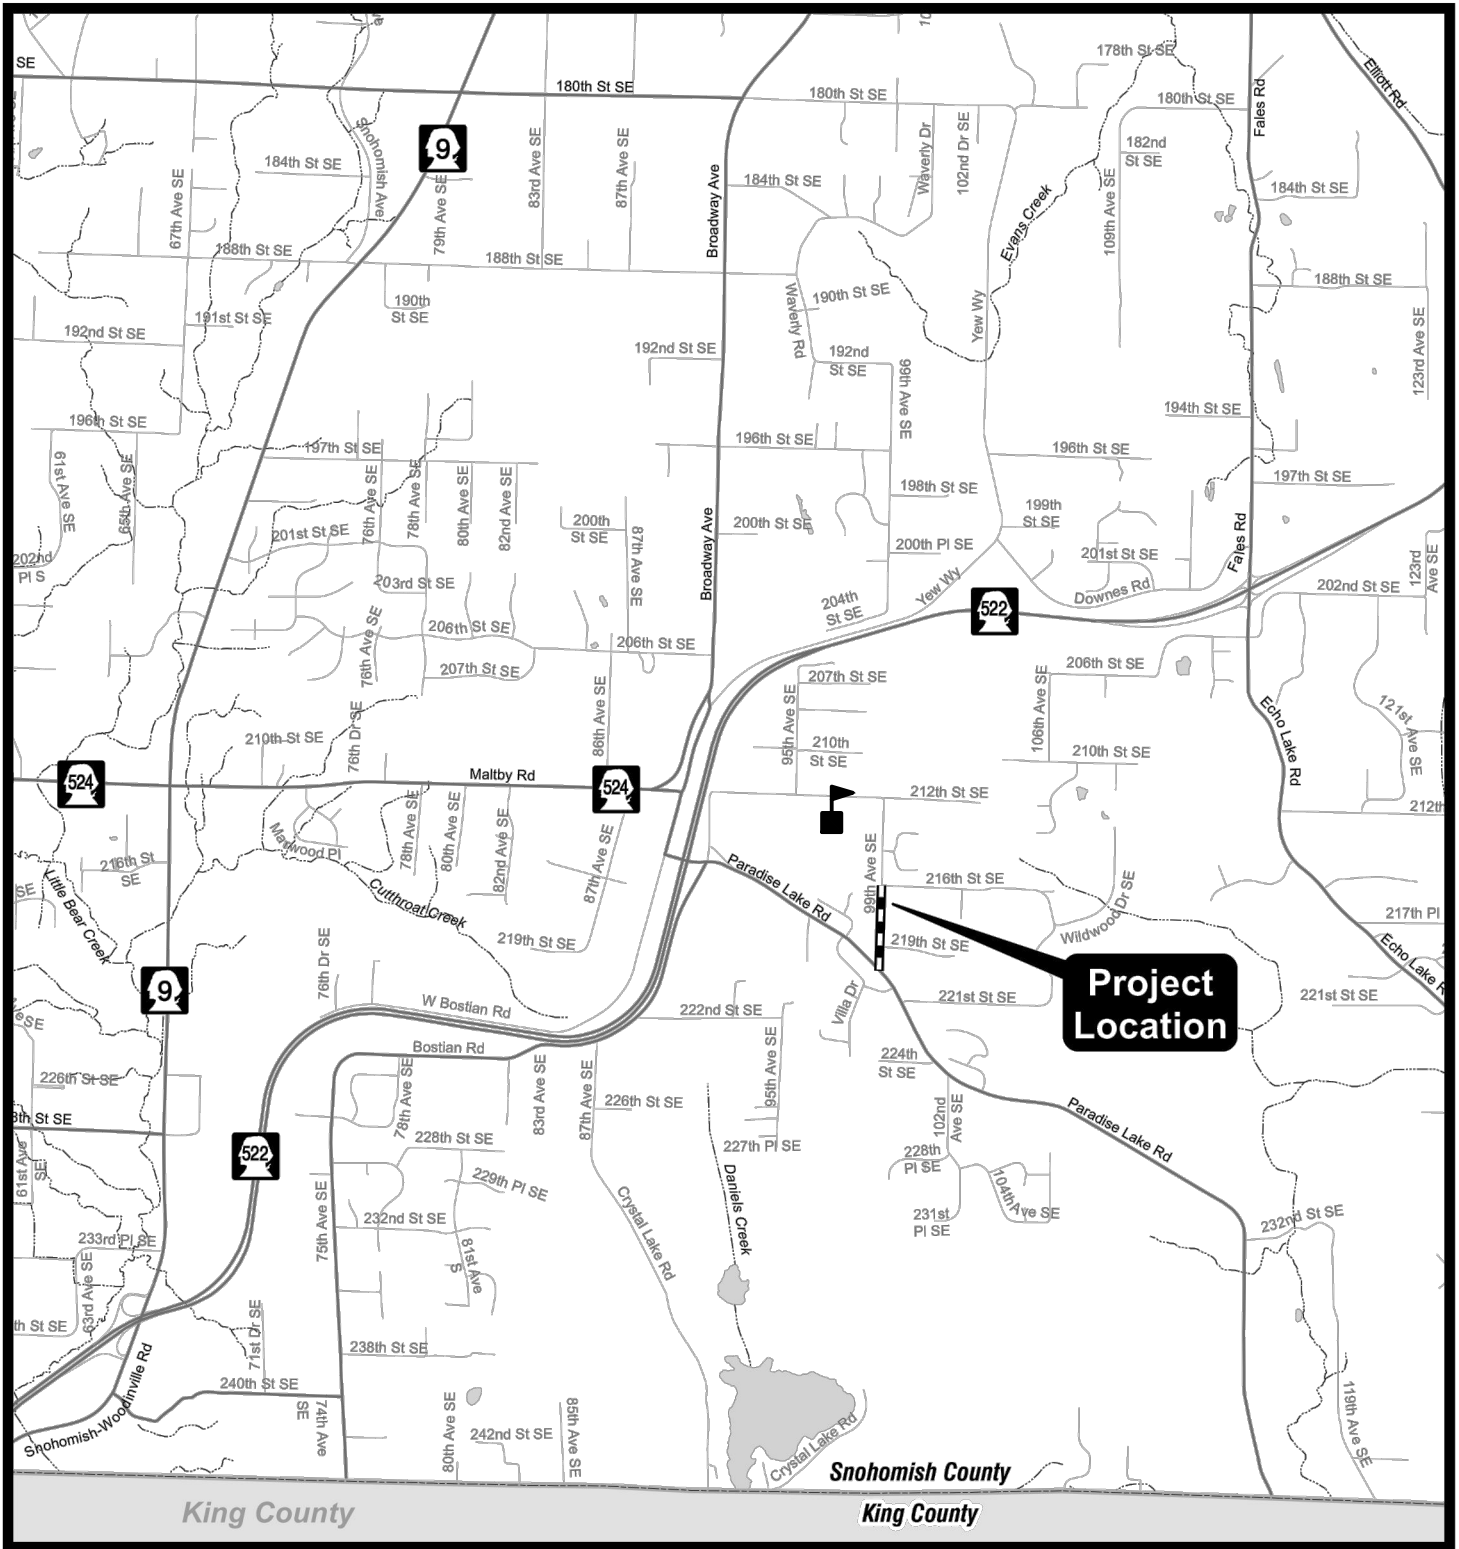 SE
180th St SE
180th St SE
178th St SE
180th St SE
Fales Rd
Elliott Rd
Snohomish Ave
9
184th St SE
67th Ave SE
79th Ave SE
83rd Ave SE
87th Ave SE
Broadway Ave
184th St SE
Waverly Dr
102nd Dr SE
Evans Creek
109th Ave SE
182nd
St SE
184th St SE
188th St SE
188th St SE
188th St SE
190th
St SE
190th St SE
Waverly Rd
Yew Wy
191st St SE
192nd St SE
192nd St SE
192nd
St SE
99th Ave SE
123rd Ave SE
194th St SE
196th St SE
196th St SE
196th St SE
197th St SE
197th St SE
61st Ave SE
65th Ave SE
76th Ave SE
78th Ave SE
80th Ave SE
82nd Ave SE
198th St SE
199th
St SE
200th
St SE
200th St SE
87th Ave SE
Broadway Ave
200th Pl SE
201st St SE
201st St SE
Fales Rd
123rd
Ave SE
202nd
Pl S
203rd St SE
204th
St SE
Yew Wy
522
Downes Rd
202nd St SE
76th Ave SE
206th St SE
206th St SE
207th St SE
207th St SE
206th St SE
86th Ave SE
95th Ave SE
106th Ave SE
Echo Lake Rd
121st Ave SE
76th Dr SE
210th St SE
210th
St SE
210th St SE
524
Maltby Rd
524
212th St SE
212th
78th Ave SE
80th Ave SE
82nd Ave SE
87th Ave SE
Marwood Pl
216th St
SE
SE
Little Bear Creek
Cutthroat Creek
Paradise Lake Rd
99th Ave SE
216th St SE
Wildwood Dr SE
217th Pl
219th St SE
219th St SE
Echo Lake R
76th Dr SE
9
W Bostian Rd
Villa Dr
221st St SE
Project
Location
221st St SE
222nd St SE
Bostian Rd
224th
St SE
226th St SE
226th St SE
78th Ave SE
83rd Ave SE
87th Ave SE
95th Ave SE
102nd
Ave SE
Paradise Lake Rd
8th St SE
522
228th St SE
227th Pl SE
228th
Pl SE
61st Ave
SE
229th Pl SE
104th Ave SE
75th Ave SE
Crystal Lake Rd
Daniels Creek
232nd St SE
231st
Pl SE
232nd St SE
233rd Pl SE
63rd Ave SE
81st Ave
S
th St SE
71st Dr SE
238th St SE
Snohomish-Woodinville Rd
240th St SE
74th Ave
SE
80th Ave SE
242nd St SE
85th Ave SE
Crystal Lake Rd
119th Ave SE
Snohomish County
King County
King County